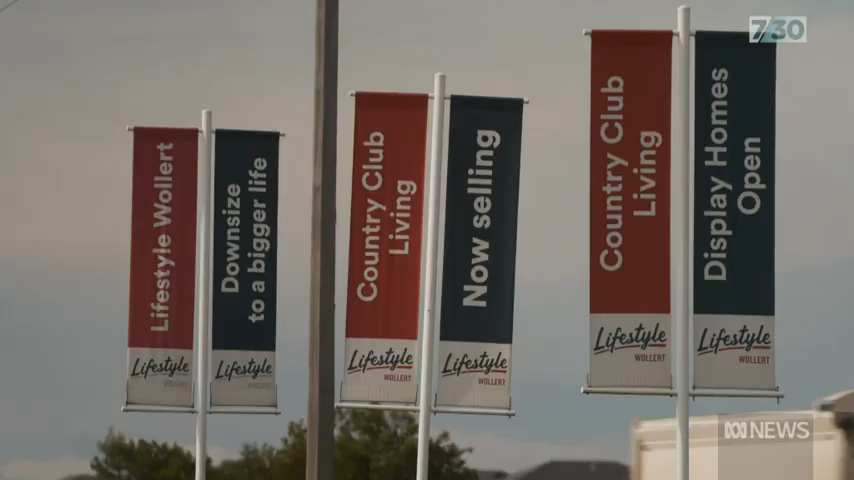 7/30
Lifestyle Wollert
Lifestyle
WOLLERT
Downsize
to a bigger life
Lifestyle
WOLLERT
Country Club
Living
Lifestyle
WOLLERT
Now selling
Lifestyle
WOLLERT
Country Club
Living
Lifestyle
WOLLERT
Display Homes
Open
Lifestyle
WOLLERT
NEWS